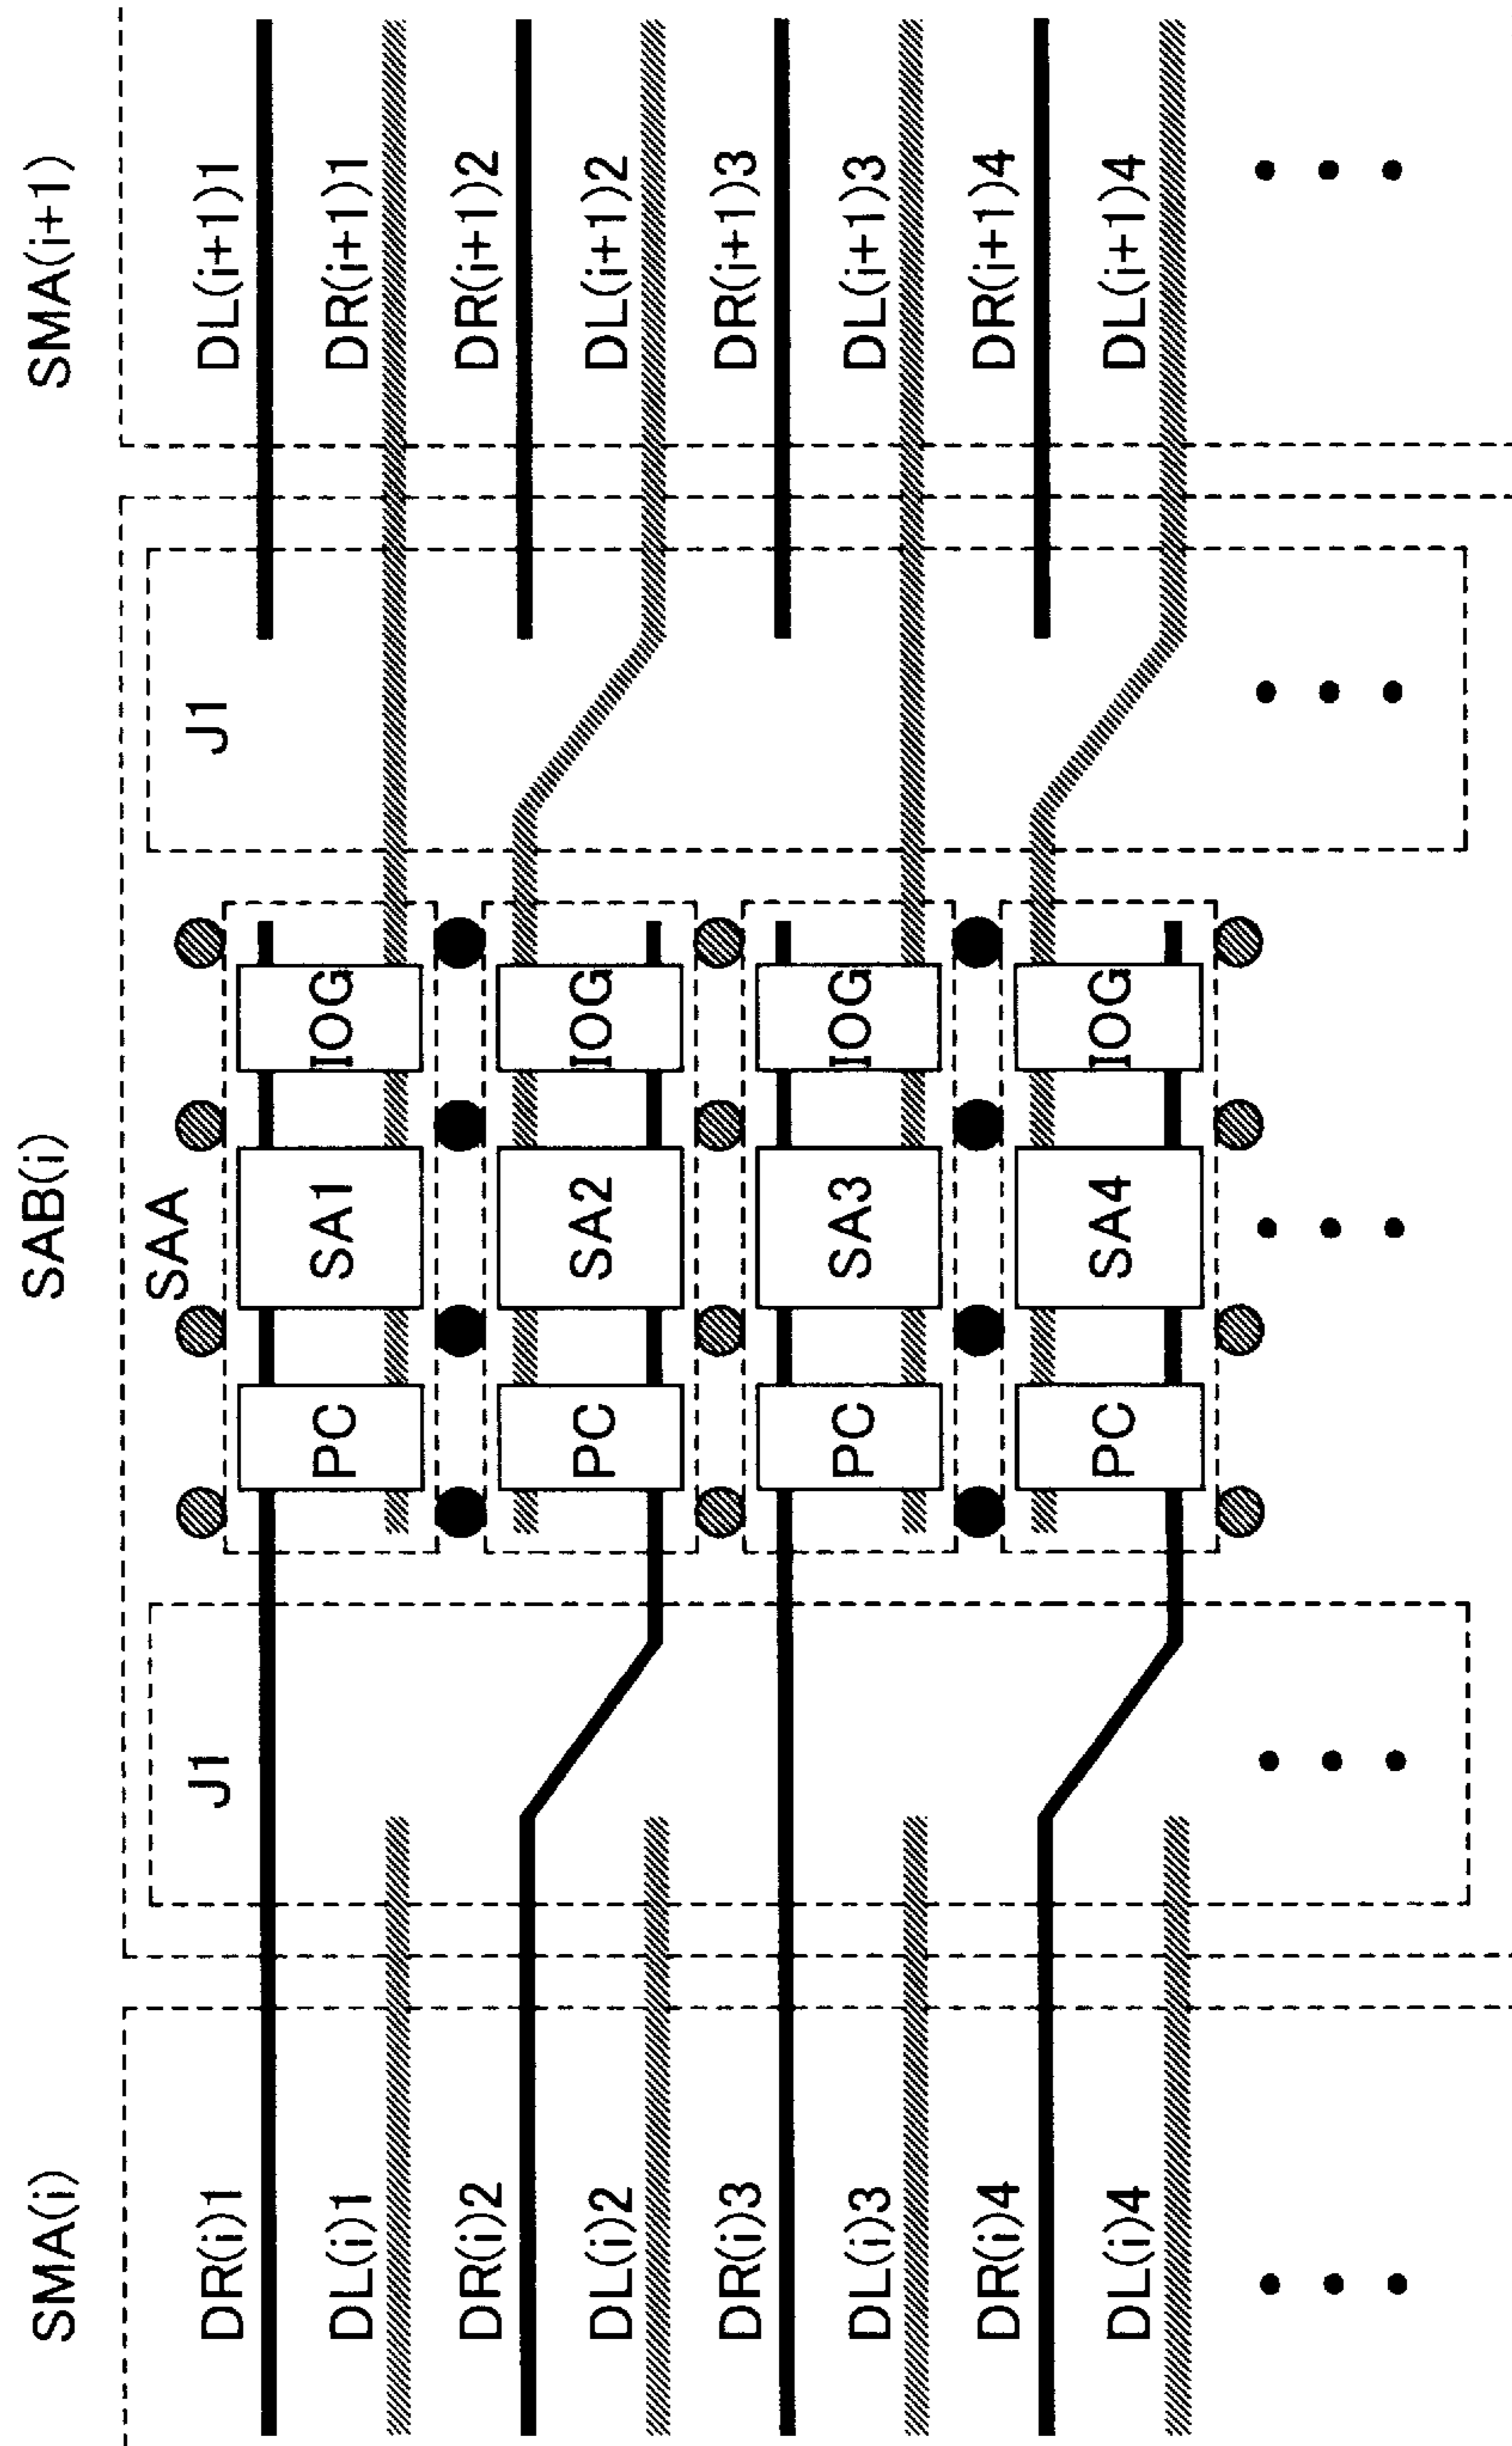 SMA(i)
SAB(i)
SMA(i+1)
SAA
J1
J1
DR(i)1
DL(i)1
DR(i)2
DL(i)2
DR(i)3
DL(i)3
DR(i)4
DL(i)4
PC
SA1
IOG
PC
SA2
IOG
PC
SA3
IOG
PC
SA4
IOG
DL(i+1)1
DR(i+1)1
DR(i+1)2
DL(i+1)2
DR(i+1)3
DL(i+1)3
DR(i+1)4
DL(i+1)4